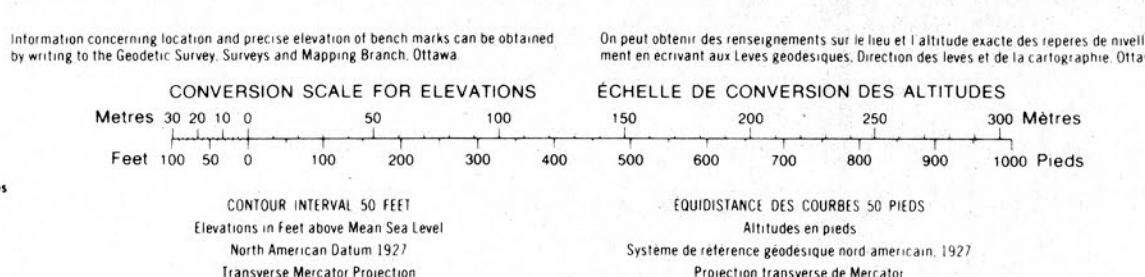 Information concerning location and precise elevation of bench marks can be obtained
by writing to the Geodetic Survey, Surveys and Mapping Branch, Ottawa
On peut obtenir des renseignements sur le lieu et l altitude exacte des reperes de nivell
ment en ecrivant aux Leves geodesiques, Direction des leves et de la cartographie. Otta
CONVERSION SCALE FOR ELEVATIONS ÉCHELLE DE CONVERSION DES ALTITUDES
Metres 30 20 10 0 50 100 150 200 250 300 Mètres
Feet 100 50 0 100 200 300 400 500 600 700 800 900 1000 Pieds
s
CONTOUR INTERVAL 50 FEET
Elevations in Feet above Mean Sea Level
North American Datum 1927
Transverse Mercator Projection
ÉQUIDISTANCE DES COURBES 50 PIEDS
Altitudes en pieds
Système de référence géodésique nord américain, 1927
Projection transverse de Mercator